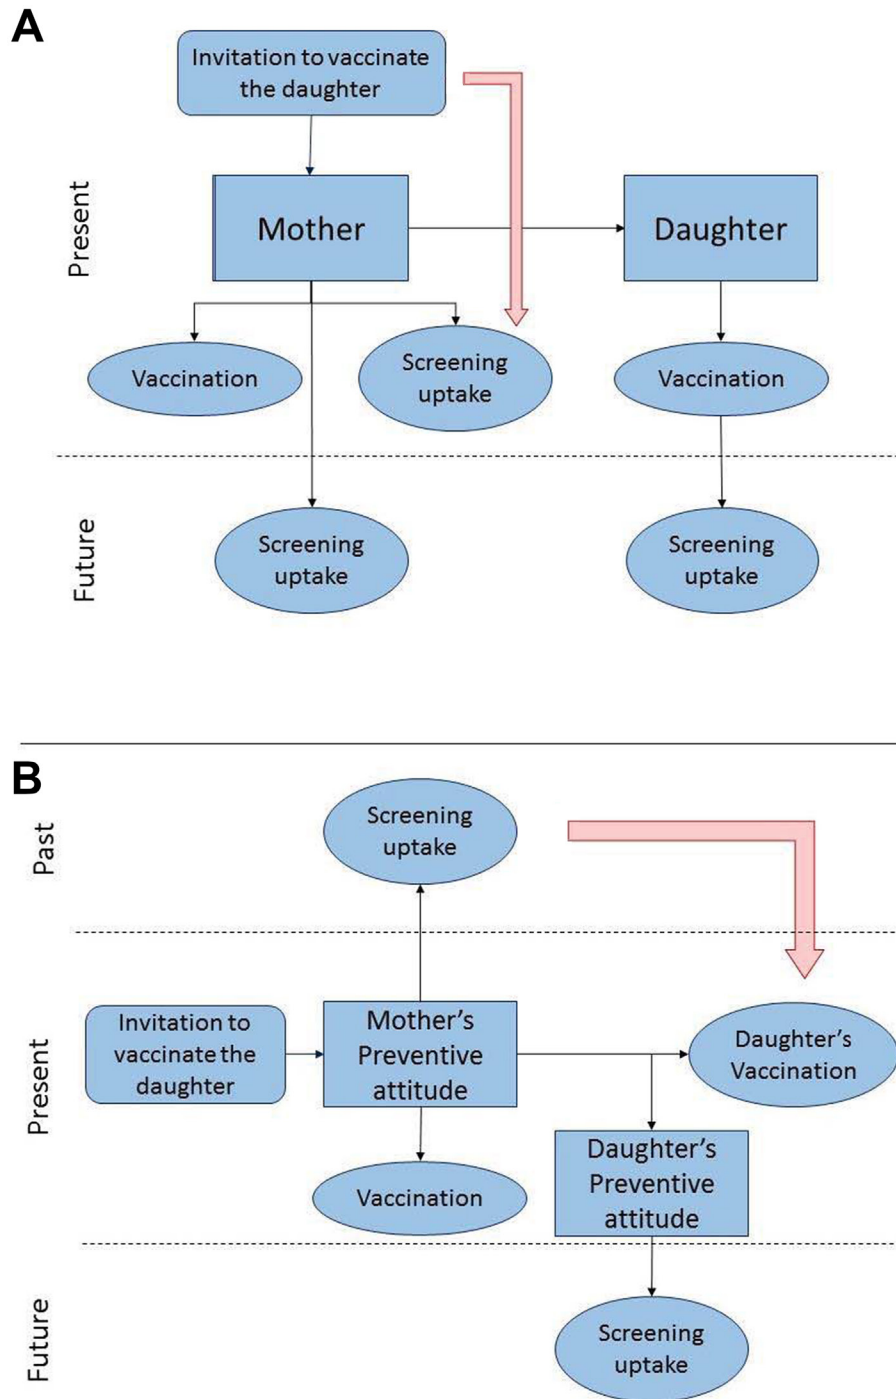 A
Invitation to vaccinate
the daughter
Present
Mother
Daughter
Vaccination
Screening
uptake
Vaccination
Future
Screening
uptake
Screening
uptake
B
Past
Screening
uptake
Present
Invitation to
vaccinate the
daughter
Mother's
Preventive
attitude
Daughter's
Vaccination
Vaccination
Daughter's
Preventive
attitude
Future
Screening
uptake